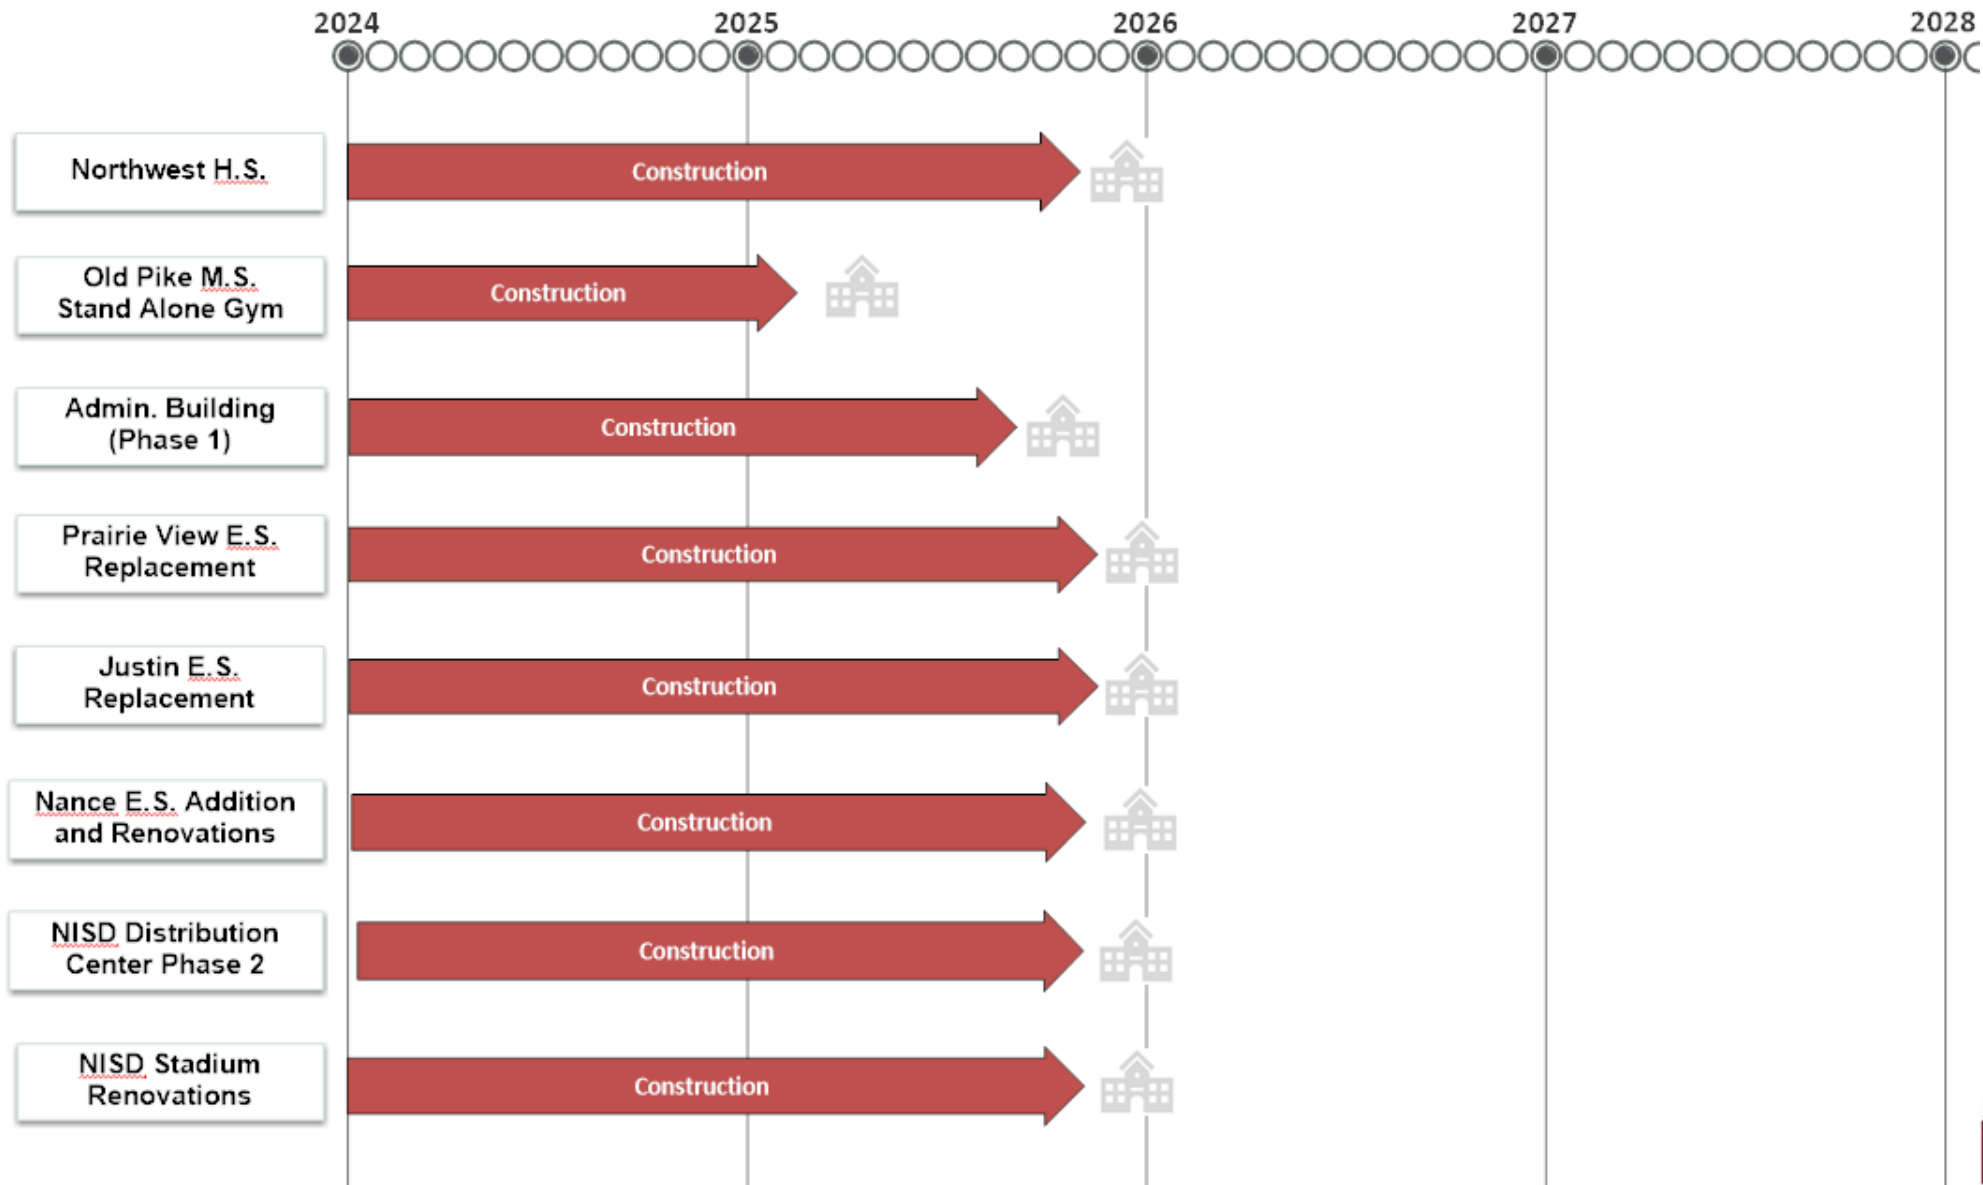 2024 2025 2026 2027 2028
Northwest H.S.
Construction
Old Pike M.S.
Stand Alone Gym
Construction
Admin. Building
(Phase 1)
Construction
Prairie View E.S.
Replacement
Construction
Justin E.S.
Replacement
Construction
Nance E.S. Addition
and Renovations
Construction
NISD Distribution
Center Phase 2
Construction
NISD Stadium
Renovations
Construction